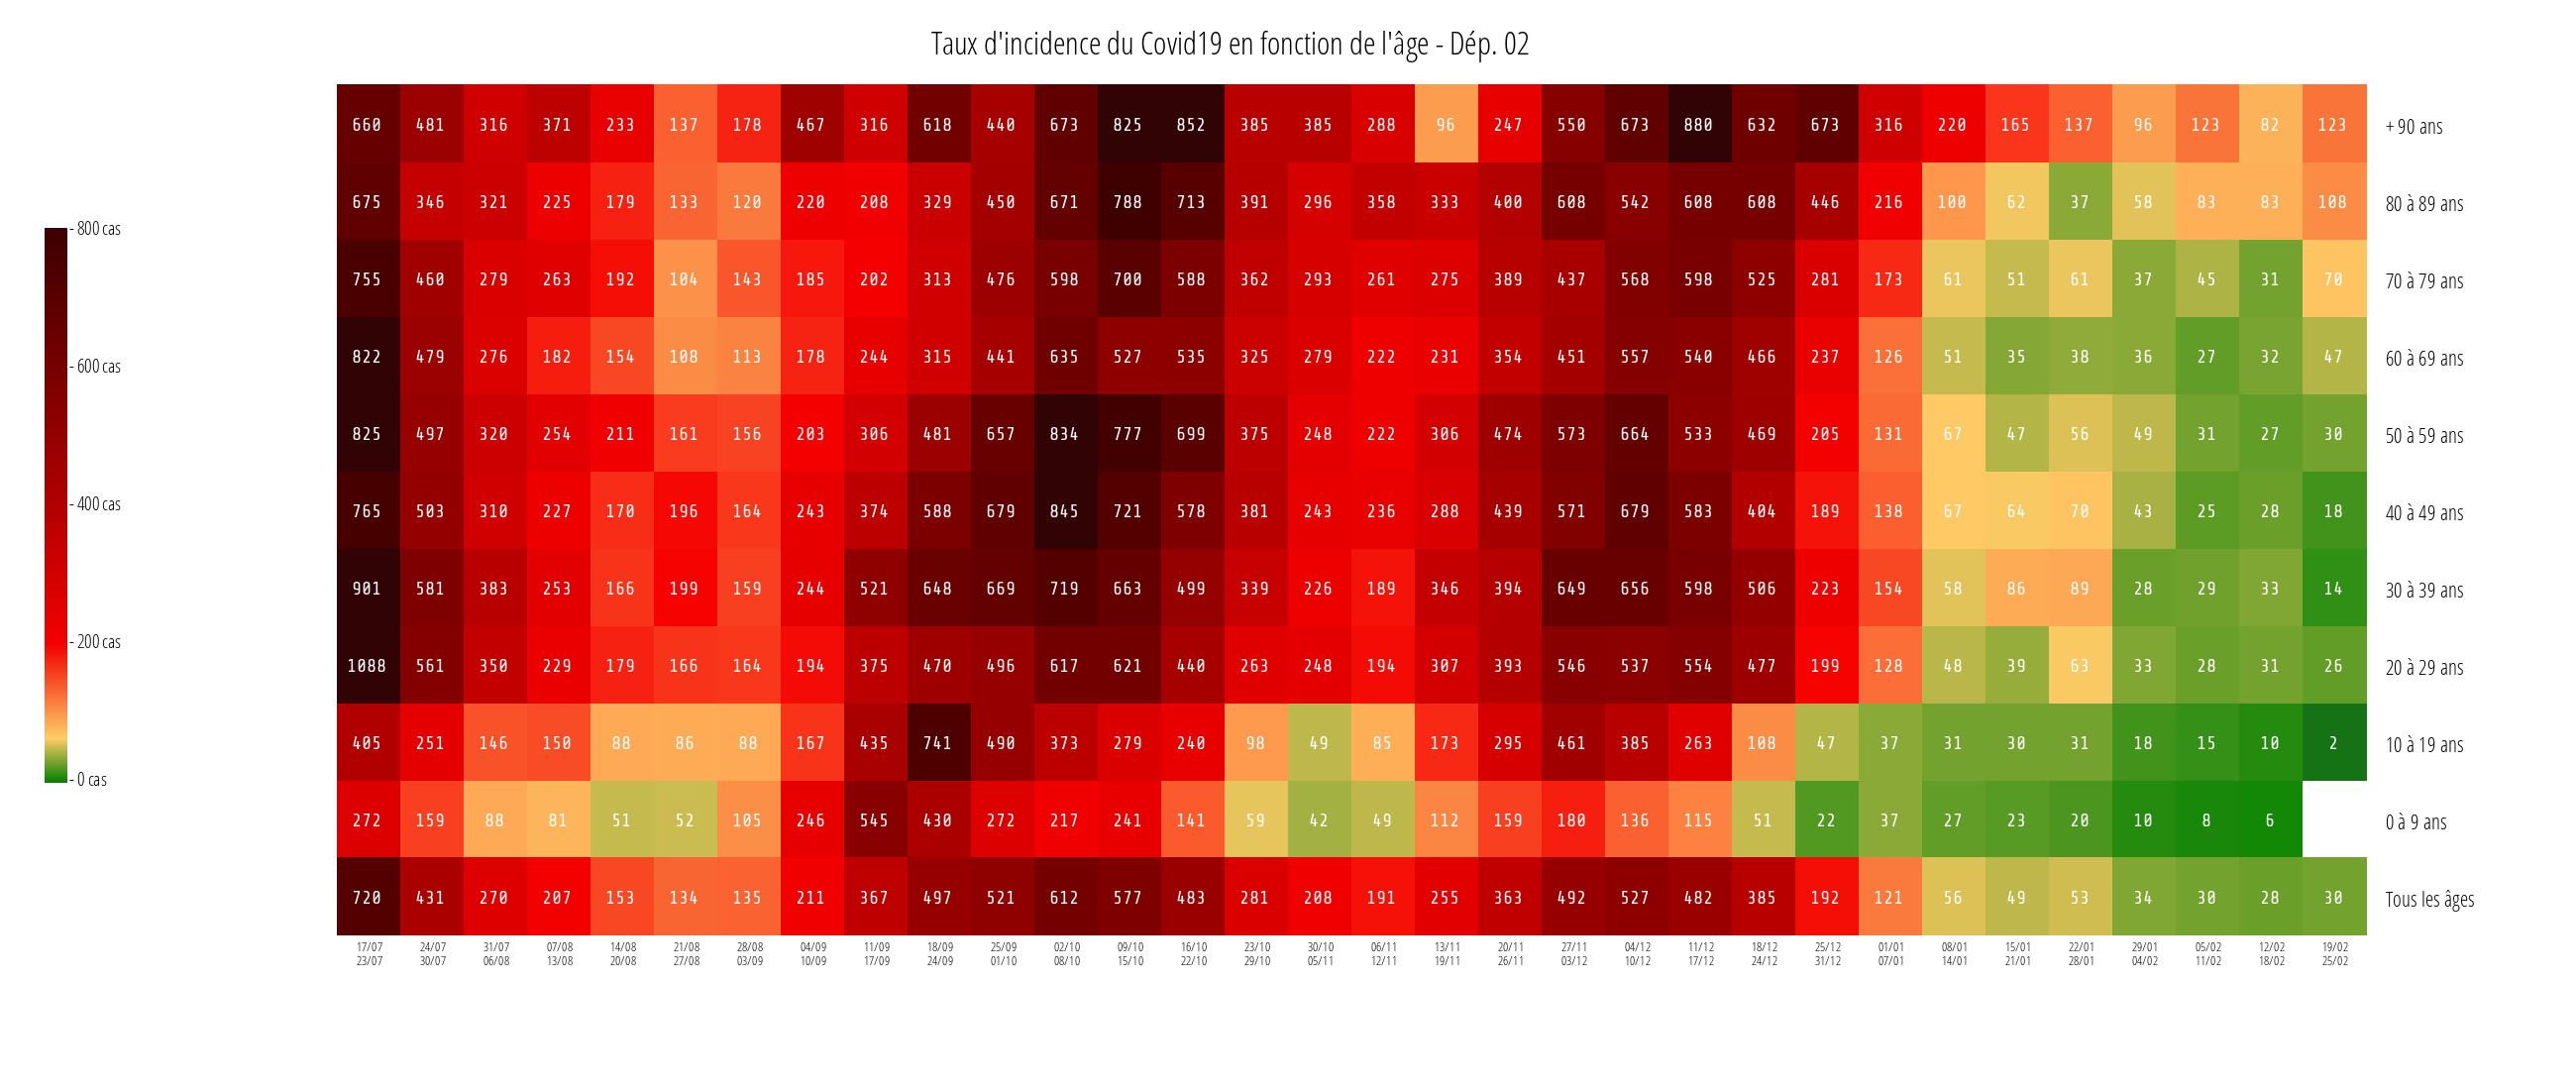 Taux d'incidence du Covid19 en fonction de l'âge - Dép. 02
660 481 316 371 233 137 178 467 316 618 440 673 825 852 385 385 288 96 247 550 673 880 632 673 316 220 165 137 96 123 82 123 + 90 ans
675 346 321 225 179 133 120 220 208 329 450 671 788 713 391 296 358 333 400 608 542 608 608 446 216 100 62 37 58 83 83 108 80 à 89 ans
- 800 cas
755 460 279 263 192 104 143 185 202 313 476 598 700 588 362 293 261 275 389 437 568 598 525 281 173 61 51 61 37 45 31 70 70 à 79 ans
822 479 276 182 154 108 113 178 244 315 441 635 527 535 325 279 222 231 354 451 557 540 466 237 126 51 35 38 36 27 32 47 60 à 69 ans
- 600 cas
825 497 320 254 211 161 156 203 306 481 657 834 777 699 375 248 222 306 474 573 664 533 469 205 131 67 47 56 49 31 27 30 50 à 59 ans
- 400 cas
765 503 310 227 170 196 164 243 374 588 679 845 721 578 381 243 236 288 439 571 679 583 404 189 138 67 64 70 43 25 28 18 40 à 49 ans
901 581 383 253 166 199 159 244 521 648 669 719 663 499 339 226 189 346 394 649 656 598 506 223 154 58 86 89 28 29 33 14 30 à 39 ans
- 200 cas
1088 561 350 229 179 166 164 194 375 470 496 617 621 440 263 248 194 307 393 546 537 554 477 199 128 48 39 63 33 28 31 26 20 à 29 ans
405 251 146 150 88 86 88 167 435 741 490 373 279 240 98 49 85 173 295 461 385 263 108 47 37 31 30 31 18 15 10 2 10 à 19 ans
- 0 cas
272 159 88 81 51 52 105 246 545 430 272 217 241 141 59 42 49 112 159 180 136 115 51 22 37 27 23 20 10 8 6 0 à 9 ans
720 431 270 207 153 134 135 211 367 497 521 612 577 483 281 208 191 255 363 492 527 482 385 192 121 56 49 53 34 30 28 30 Tous les âges
17/07 24/07 31/07 07/08 14/08 21/08 28/08 04/09 11/09 18/09 25/09 02/10 09/10 16/10 23/10 30/10 06/11 13/11 20/11 27/11 04/12 11/12 18/12 25/12 01/01 08/01 15/01 22/01 29/01 05/02 12/02 19/02
23/07 30/07 06/08 13/08 20/08 27/08 03/09 10/09 17/09 24/09 01/10 08/10 15/10 22/10 29/10 05/11 12/11 19/11 26/11 03/12 10/12 17/12 24/12 31/12 07/01 14/01 21/01 28/01 04/02 11/02 18/02 25/02